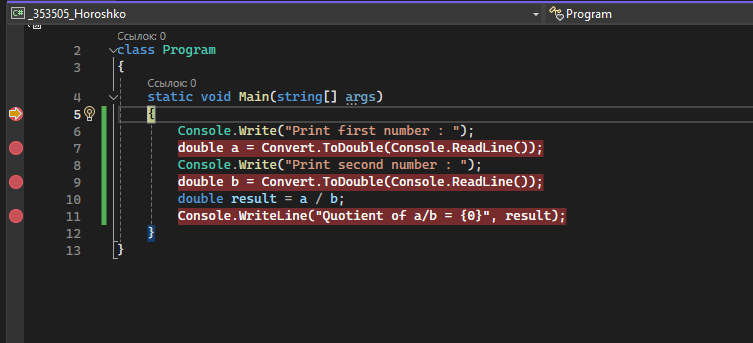 C# _353505_Horoshko Program
Ссылок: 0
2 class Program
3 {
Ссылок: 0
4 static void Main(string[] args)
5 {
6 Console.Write("Print first number : ");
7 double a = Convert.ToDouble(Console.ReadLine());
8 Console.Write("Print second number : ");
9 double b = Convert.ToDouble(Console.ReadLine());
10 double result = a / b;
11 Console.WriteLine("Quotient of a/b = {0}", result);
12 }
13 }